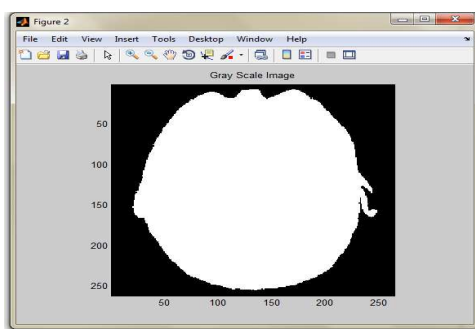 Figure 2
File Edit View Insert Tools Desktop Window Help
Gray Scale Image
50
100
150
200
250
50 100 150 200 250